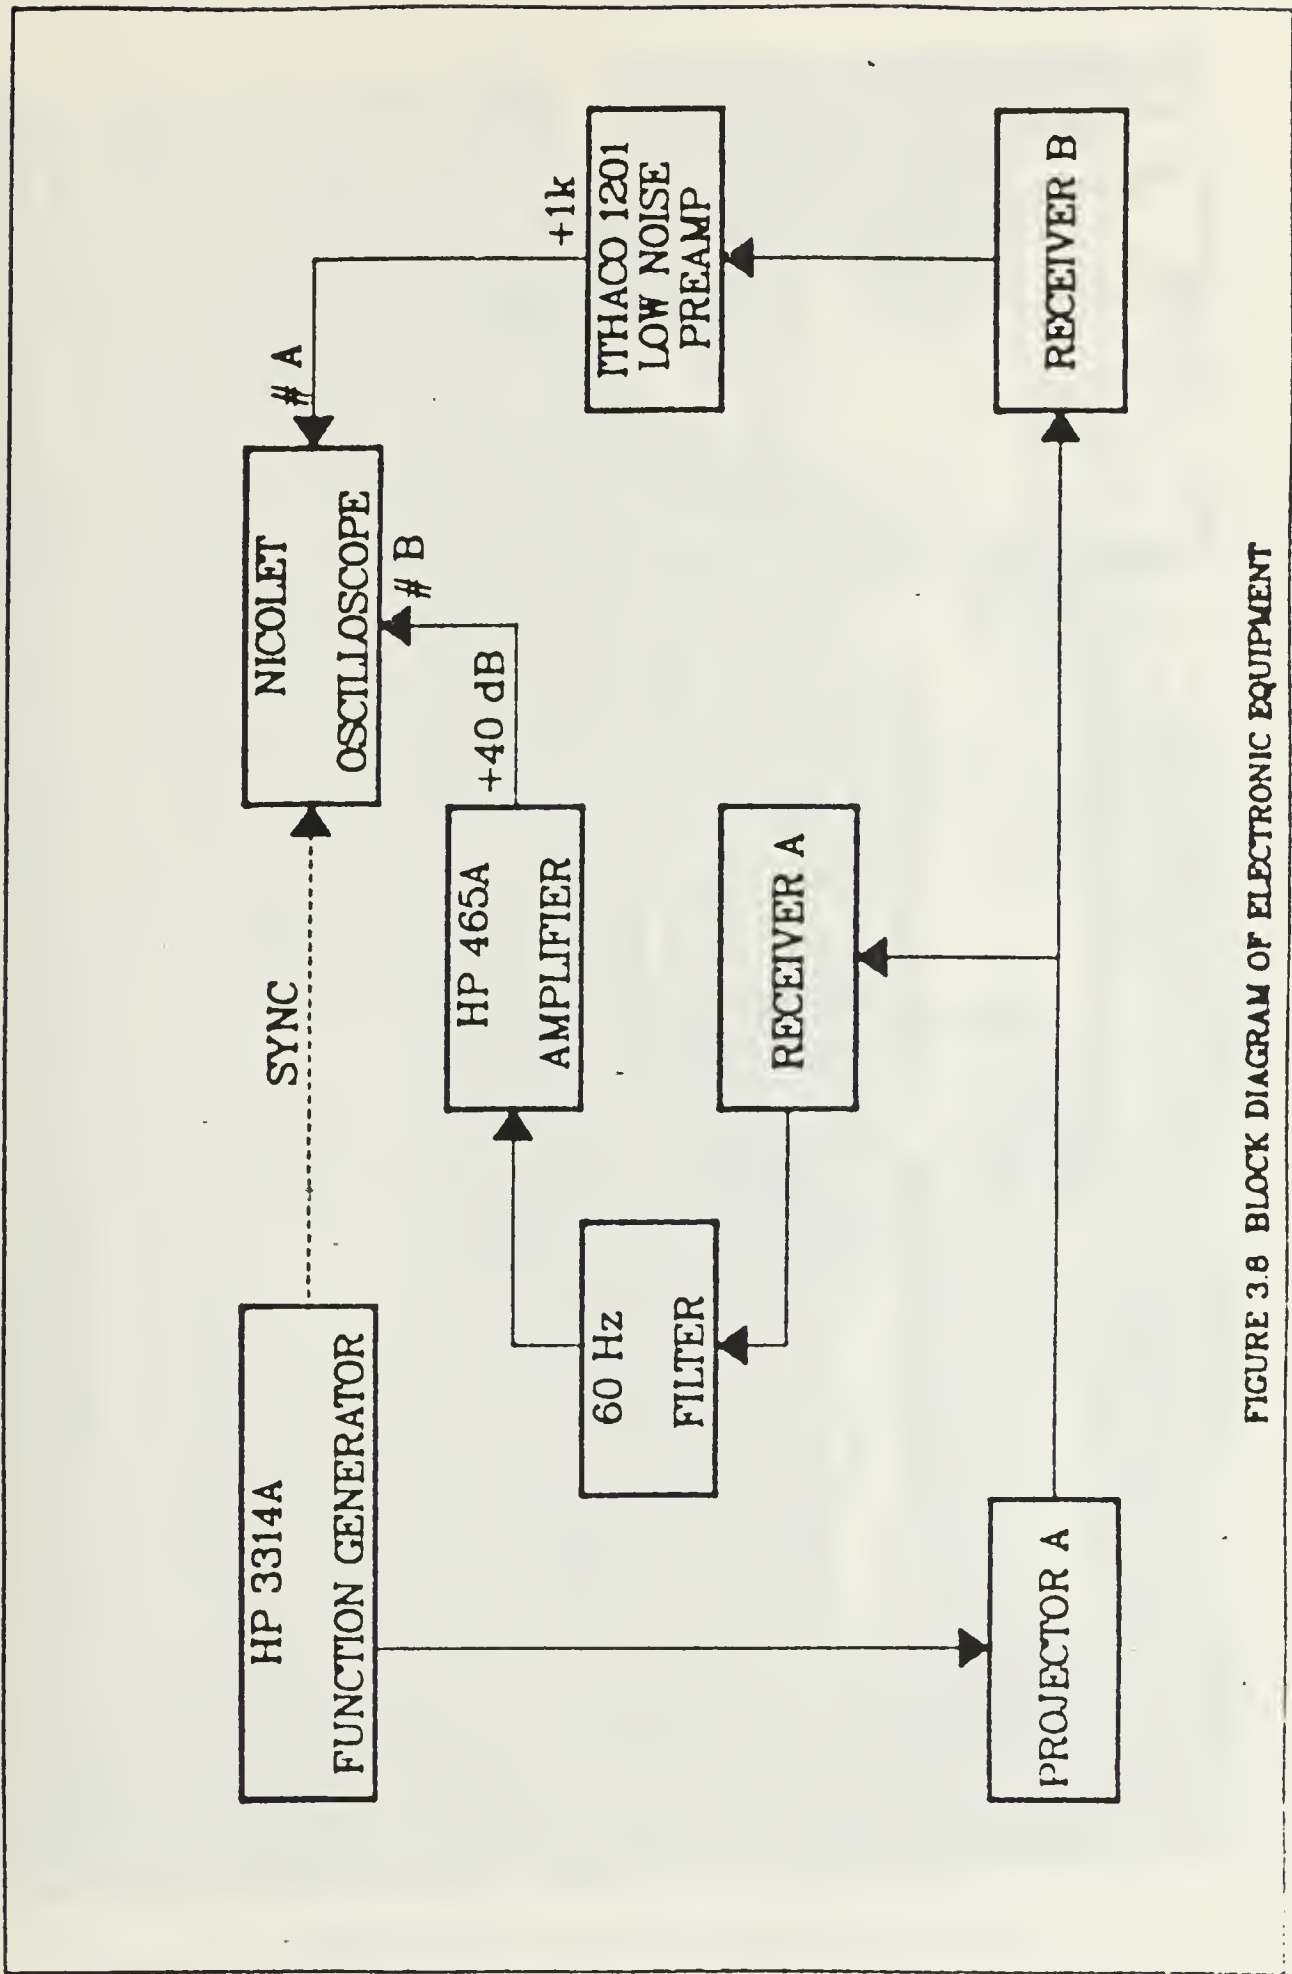 HP 3314A
FUNCTION GENERATOR
SYNC
NICOLET
OSCILLOSCOPE
# A
# B
HP 465A
AMPLIFIER
+40 dB
60 Hz
FILTER
+1k
ITHACO 1201
LOW NOISE
PREAMP
RECEIVER A
PROJECTOR A
RECEIVER B
FIGURE 3.8 BLOCK DIAGRAM OF ELECTRONIC EQUIPMENT